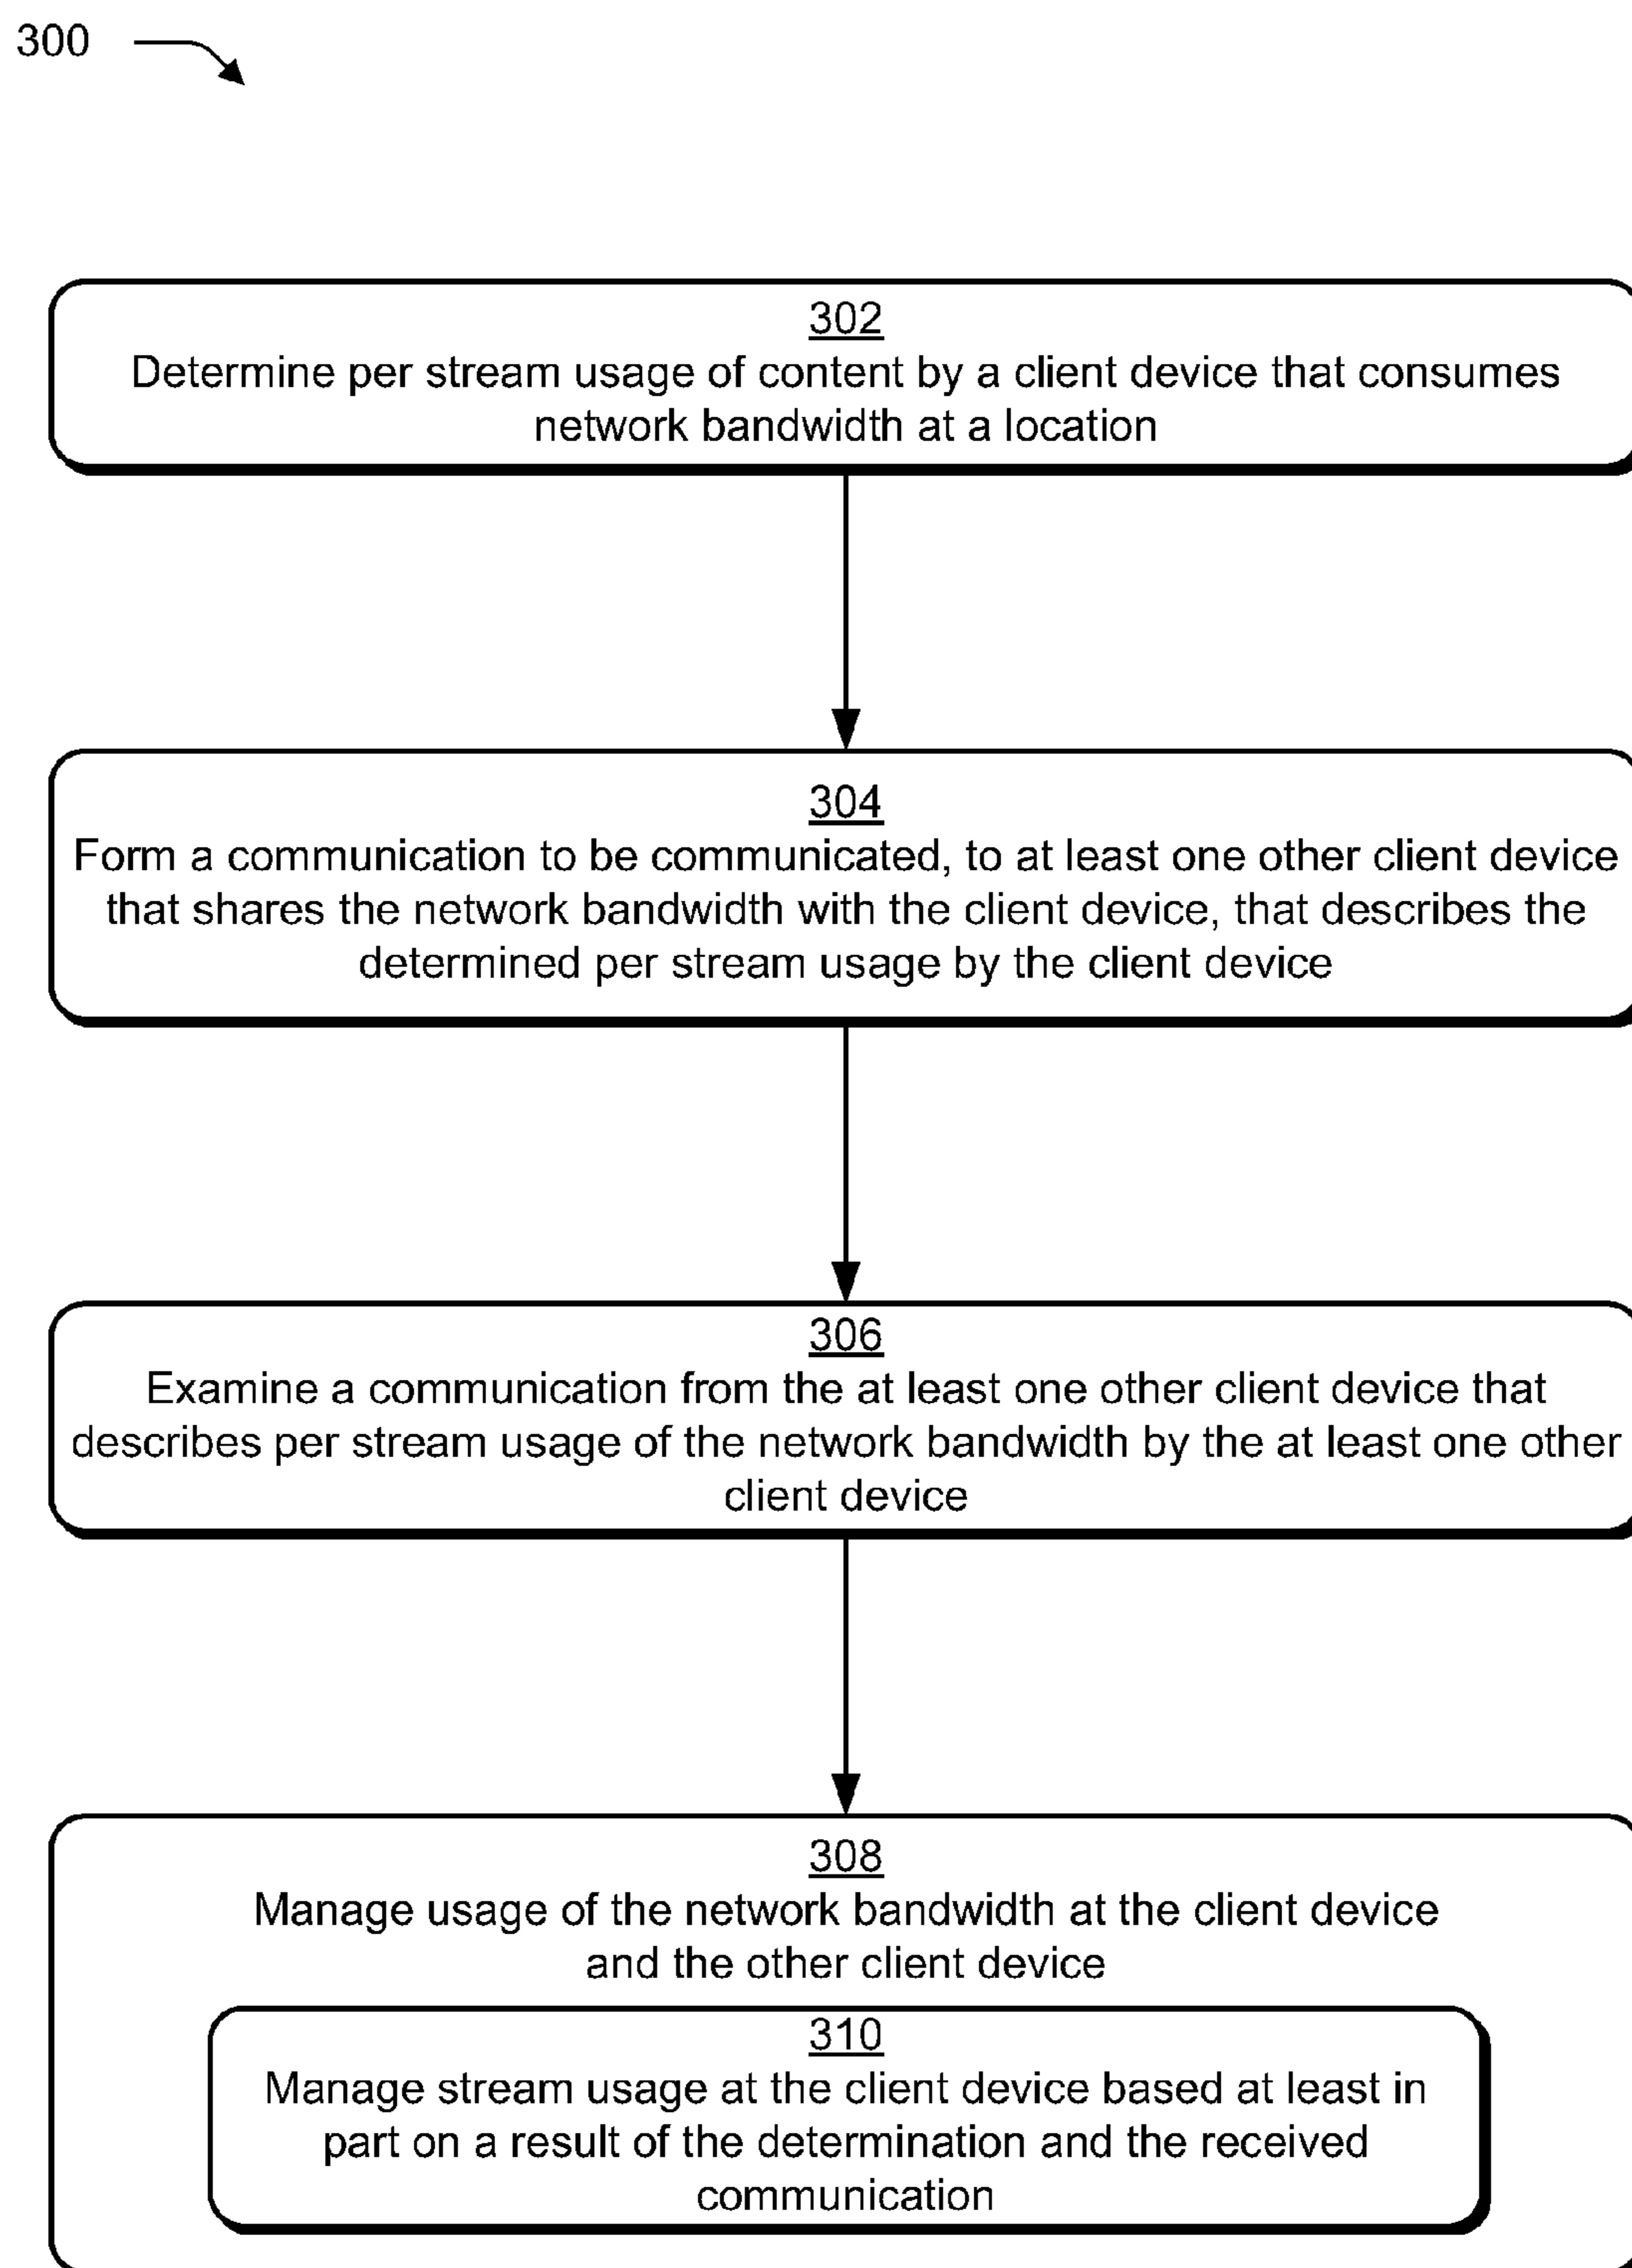 300
302
Determine per stream usage of content by a client device that consumes
network bandwidth at a location
304
Form a communication to be communicated, to at least one other client device
that shares the network bandwidth with the client device, that describes the
determined per stream usage by the client device
306
Examine a communication from the at least one other client device that
describes per stream usage of the network bandwidth by the at least one other
client device
308
Manage usage of the network bandwidth at the client device
and the other client device
310
Manage stream usage at the client device based at least in
part on a result of the determination and the received
communication